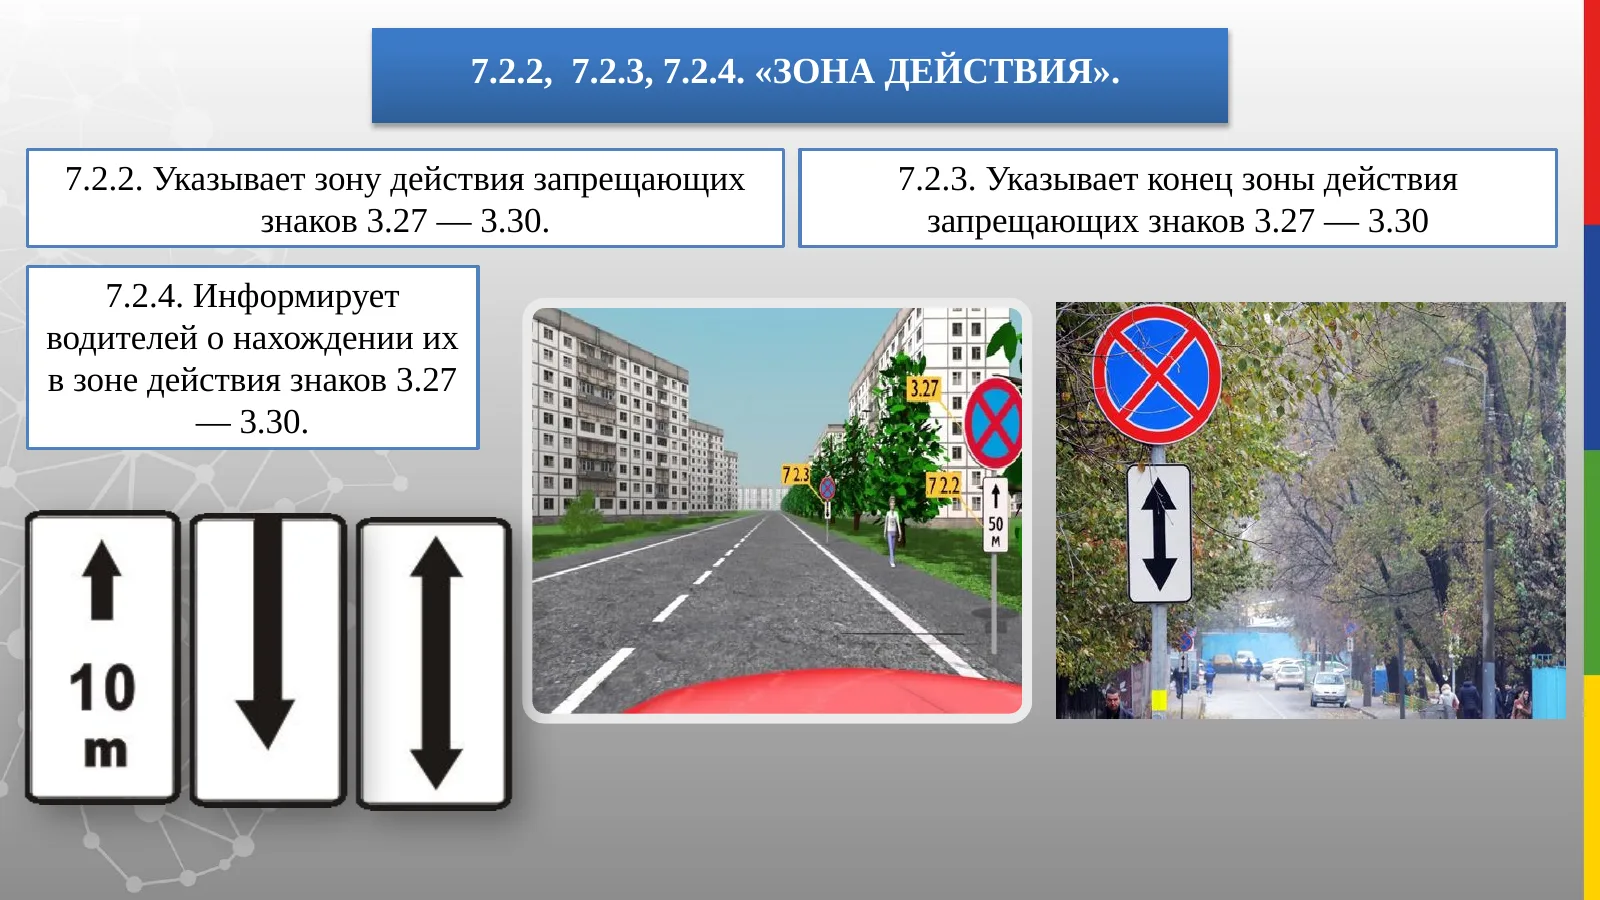 7.2.2,  7.2.3, 7.2.4. «ЗОНА ДЕЙСТВИЯ».
7.2.2. Указывает зону действия запрещающих
знаков 3.27 — 3.30.
7.2.3. Указывает конец зоны действия
запрещающих знаков 3.27 — 3.30
7.2.4. Информирует
водителей о нахождении их
в зоне действия знаков 3.27
— 3.30.
3.27
7 2.3
7 2.2
50
М
10
m